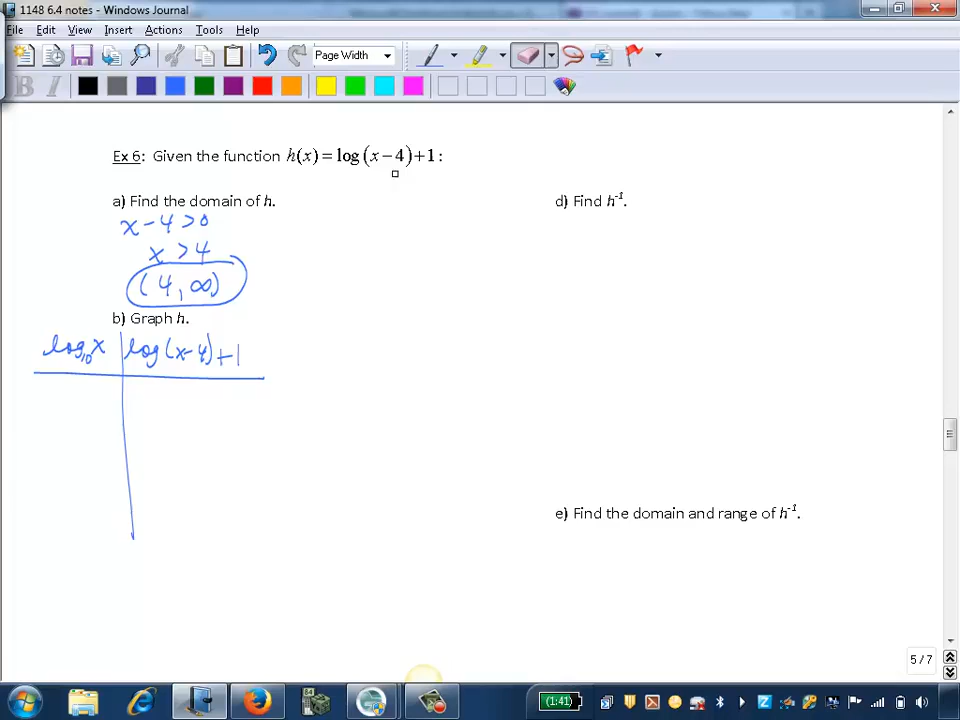 1148 6.4 notes - Windows Journal
File Edit View Insert Actions Tools Help
Page Width
B I
Ex 6: Given the function h(x) = log(x − 4) + 1 :
a) Find the domain of h.
x - 4 > 0
x > 4
(4, ∞)
b) Graph h.
log₁₀x log(x-4)+1
d) Find h⁻¹.
e) Find the domain and range of h⁻¹.
5 / 7
(1:41)